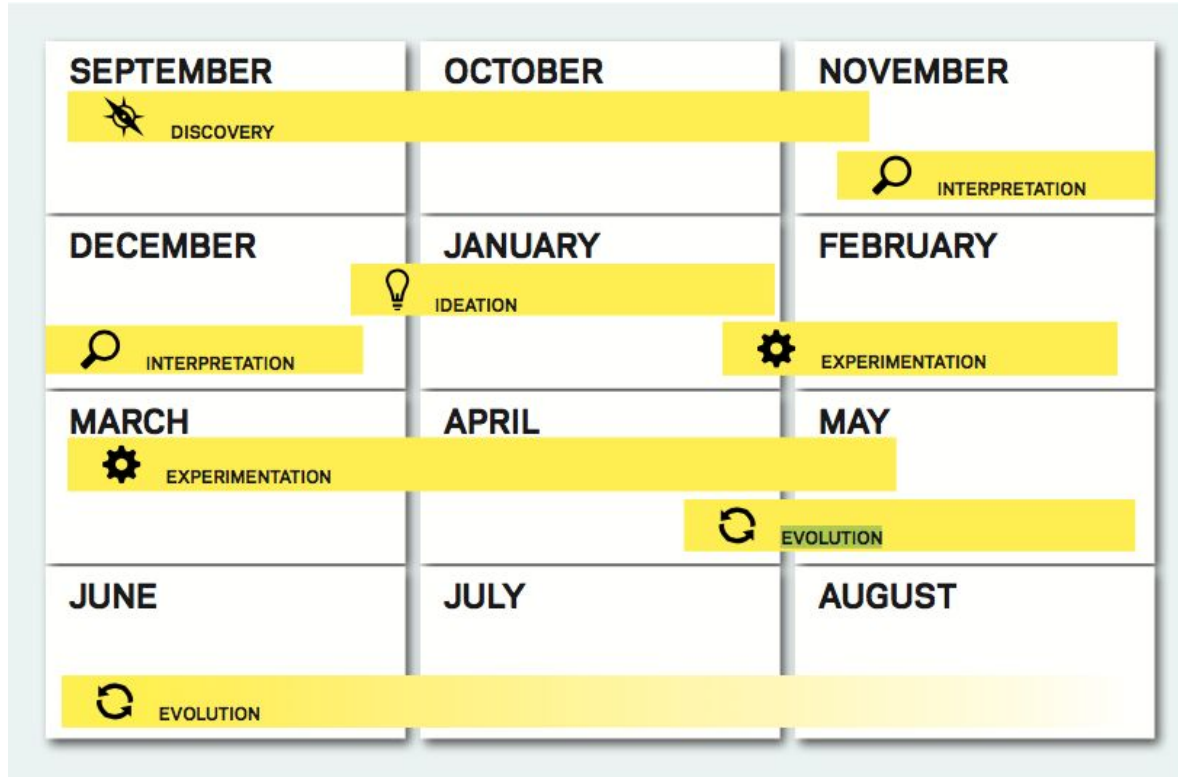 SEPTEMBER
OCTOBER
NOVEMBER
DISCOVERY
INTERPRETATION
DECEMBER
JANUARY
FEBRUARY
IDEATION
INTERPRETATION
EXPERIMENTATION
MARCH
APRIL
MAY
EXPERIMENTATION
EVOLUTION
JUNE
JULY
AUGUST
EVOLUTION